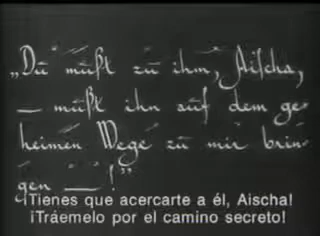 „Du mußt zu ihm, Aischa,
— mußt ihn auf dem ge-
heimen Wege zu mir brin-
gen —!"
Tienes que acercarte a él, Aischa!
¡Tráemelo por el camino secreto!